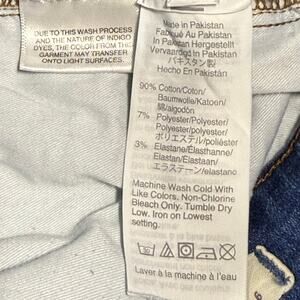 DUE TO THIS WASH PROCESS
AND THE NATURE OF INDIGO
DYES, THE COLOR FROM THIS
GARMENT MAY TRANSFER
ONTO LIGHT SURFACES.
Made in Pakistan
Fabriqué Au Pakistan
In Pakistan Hergestellt
Vervaardigd In Pakistan
パキスタン製
Hecho En Pakistán
90% Cotton/Coton/
Baumwolle/Katoen/
綿/algodón
7% Polyester/Polyester/
Polyester/Polyester/
ポリエステル/poliéster
3% Elastane/Élasthanne/
Elastan/Elastaan/
エラステーン/elastano
Machine Wash Cold With
Like Colors. Non-Chlorine
Bleach Only. Tumble Dry
Low. Iron on Lowest
setting.
30
Laver à la machine à l'eau
6